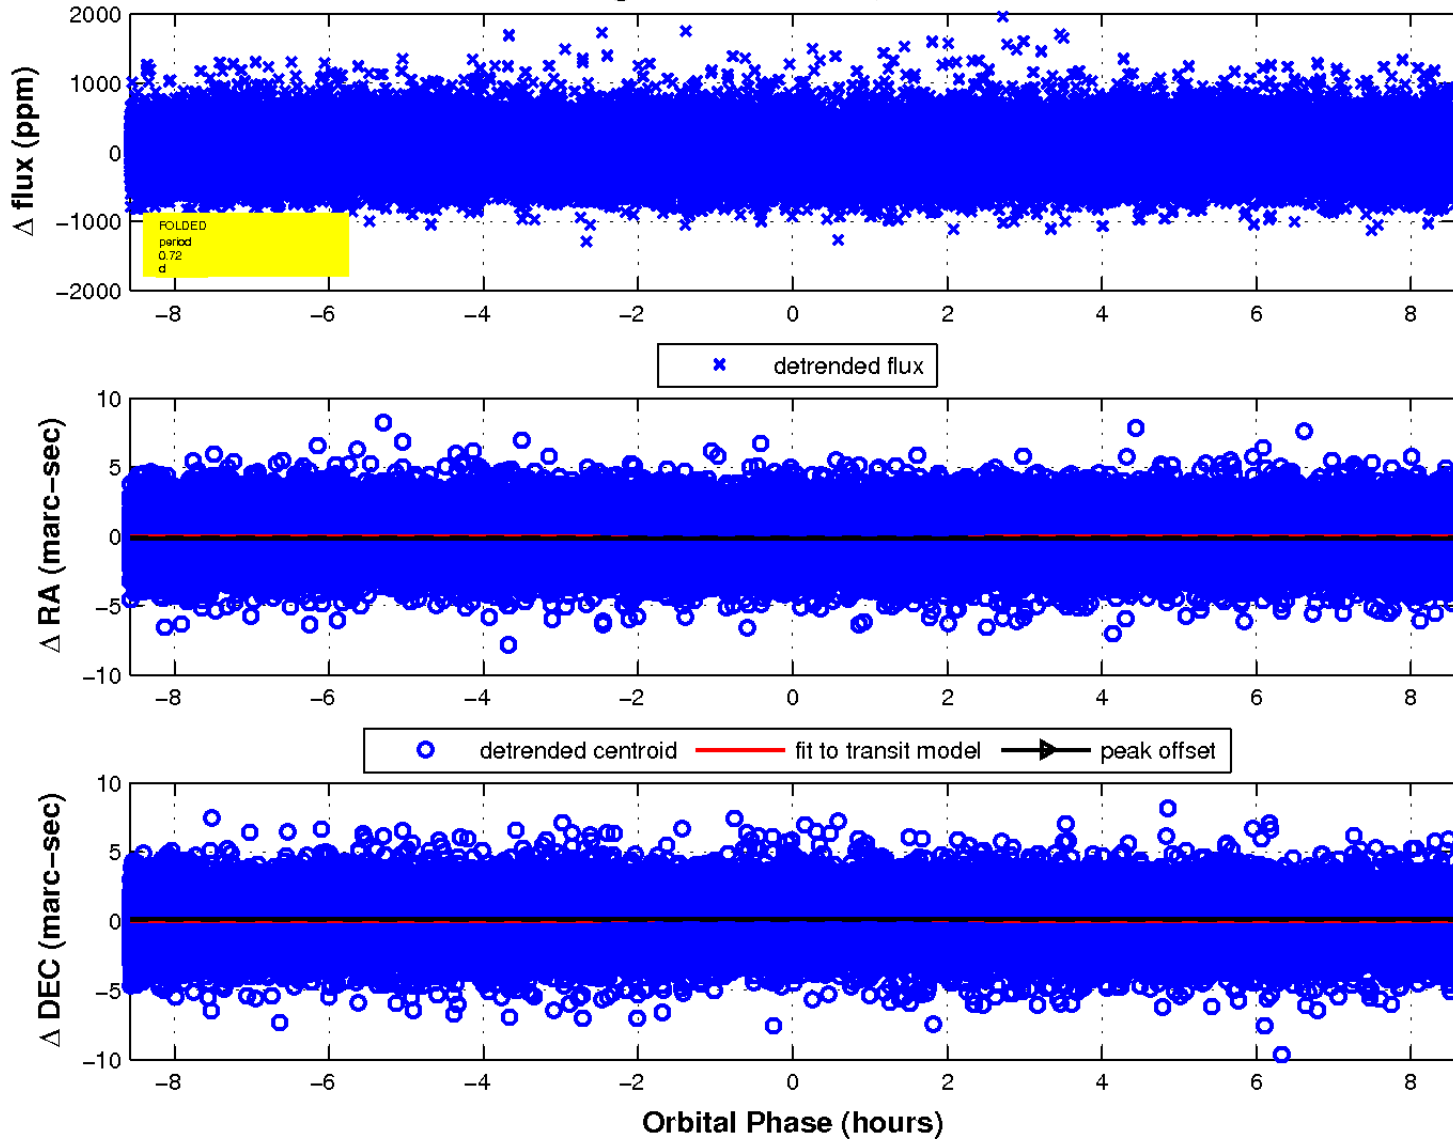 2000
1000
0
−1000
−2000
Δ flux (ppm)
FOLDED
period
0.72
d
−8 −6 −4 −2 0 2 4 6 8
detrended flux
10
5
0
−5
−10
Δ RA (marc−sec)
−8 −6 −4 −2 0 2 4 6 8
detrended centroid fit to transit model peak offset
10
5
0
−5
−10
Δ DEC (marc−sec)
−8 −6 −4 −2 0 2 4 6 8
Orbital Phase (hours)